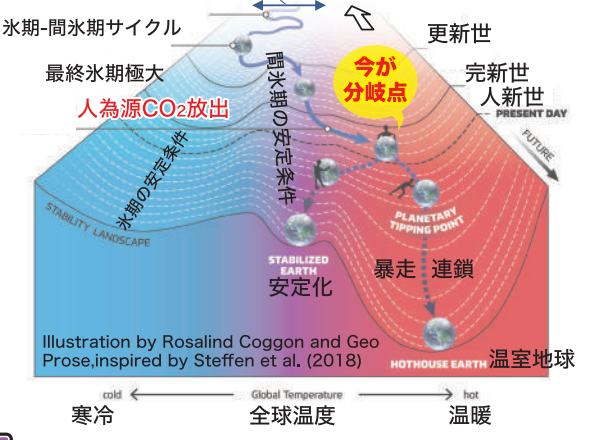 氷期-間氷期サイクル
更新世
最終氷期極大
今が
分岐点
完新世
人新世
人為源CO2放出
PRESENT DAY
FUTURE
間氷期の安定条件
氷期の安定条件
STABILITY LANDSCAPE
PLANETARY
TIPPING POINT
STABILIZED
EARTH
安定化
暴走 連鎖
Illustration by Rosalind Coggon and Geo
Prose,inspired by Steffen et al. (2018)
HOTHOUSE EARTH 温室地球
cold Global Temperature hot
寒冷 全球温度 温暖